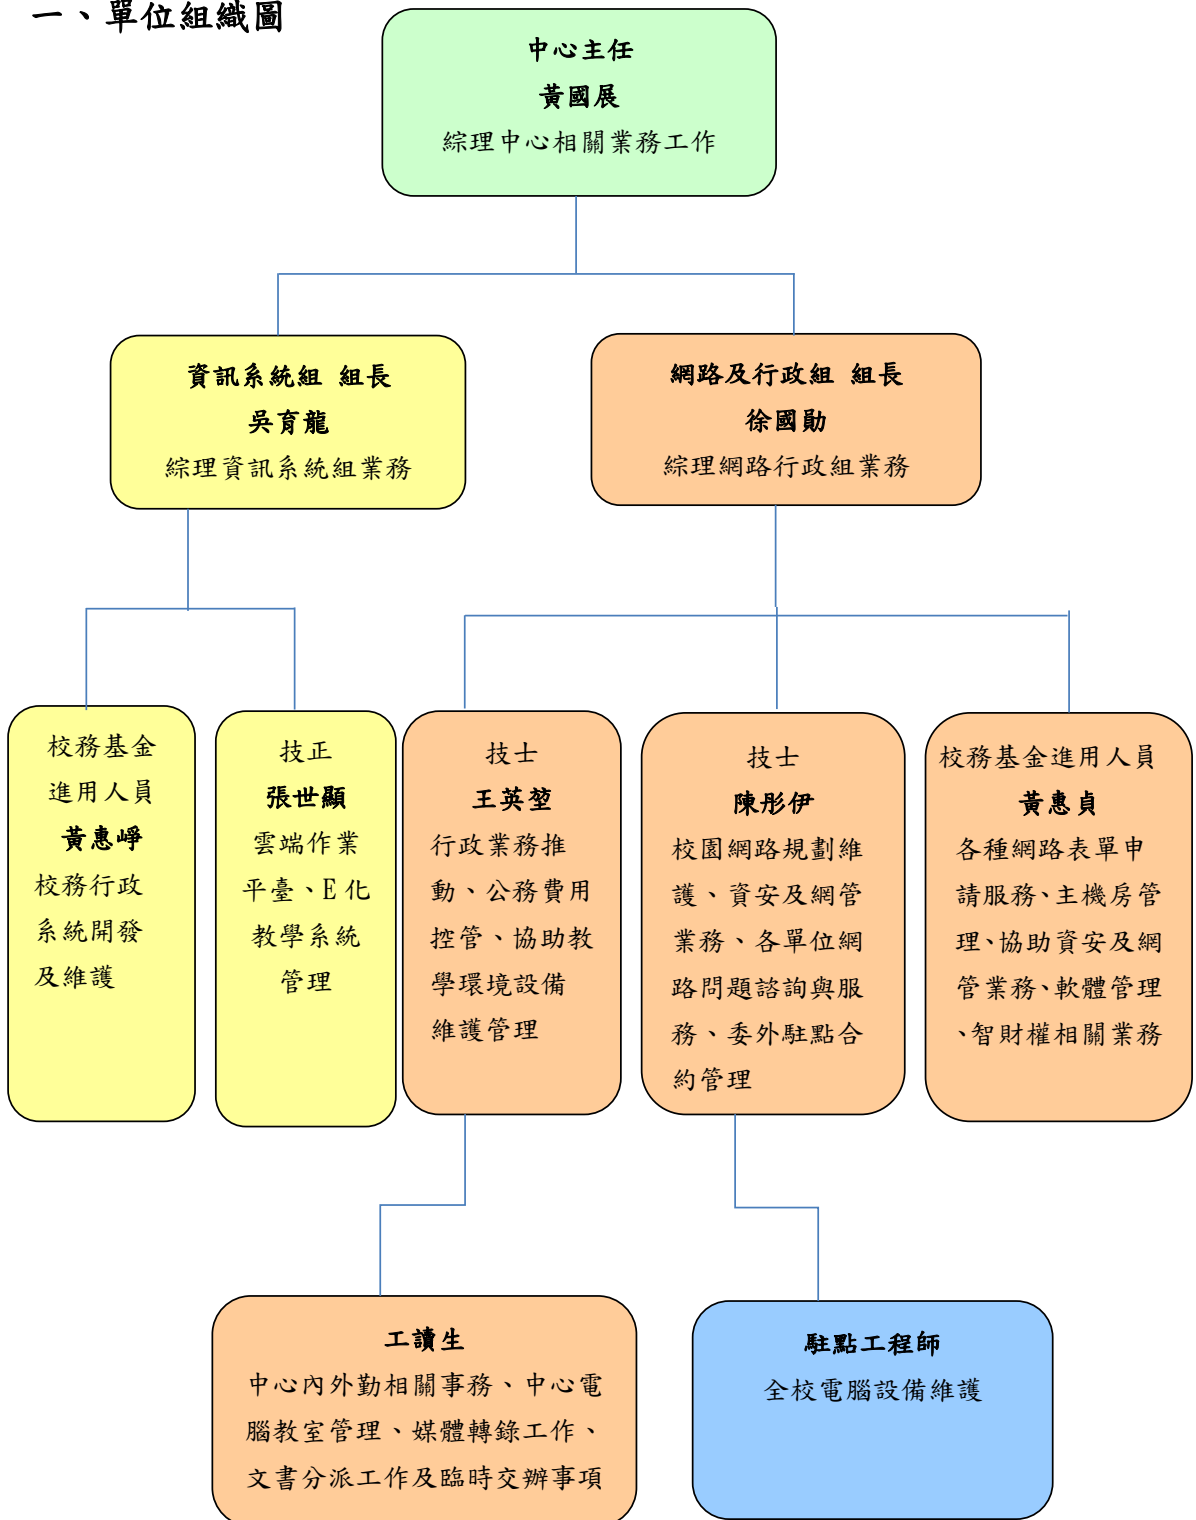 一、單位組織圖
中心主任
黃國展
綜理中心相關業務工作
資訊系統組 組長
吳育龍
綜理資訊系統組業務
網路及行政組 組長
徐國勛
綜理網路行政組業務
校務基金
進用人員
黃惠崢
校務行政
系統開發
及維護
技正
張世顯
雲端作業
平臺、E化
教學系統
管理
技士
王英堃
行政業務推
動、公務費用
控管、協助教
學環境設備
維護管理
技士
陳彤伊
校園網路規劃維
護、資安及網管
業務、各單位網
路問題諮詢與服
務、委外駐點合
約管理
校務基金進用人員
黃惠貞
各種網路表單申
請服務、主機房管
理、協助資安及網
管業務、軟體管理
、智財權相關業務
工讀生
中心內外勤相關事務、中心電
腦教室管理、媒體轉錄工作、
文書分派工作及臨時交辦事項
駐點工程師
全校電腦設備維護